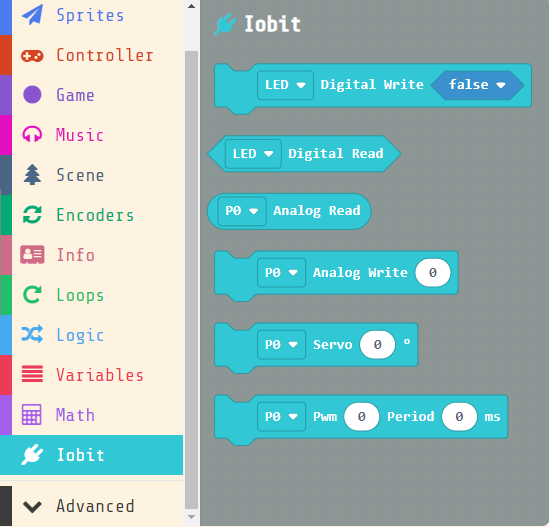 Sprites
Controller
Game
Music
Scene
Encoders
Info
Loops
Logic
Variables
Math
Iobit
Advanced
Iobit
LED Digital Write false
LED Digital Read
P0 Analog Read
P0 Analog Write 0
P0 Servo 0 °
P0 Pwm 0 Period 0 ms